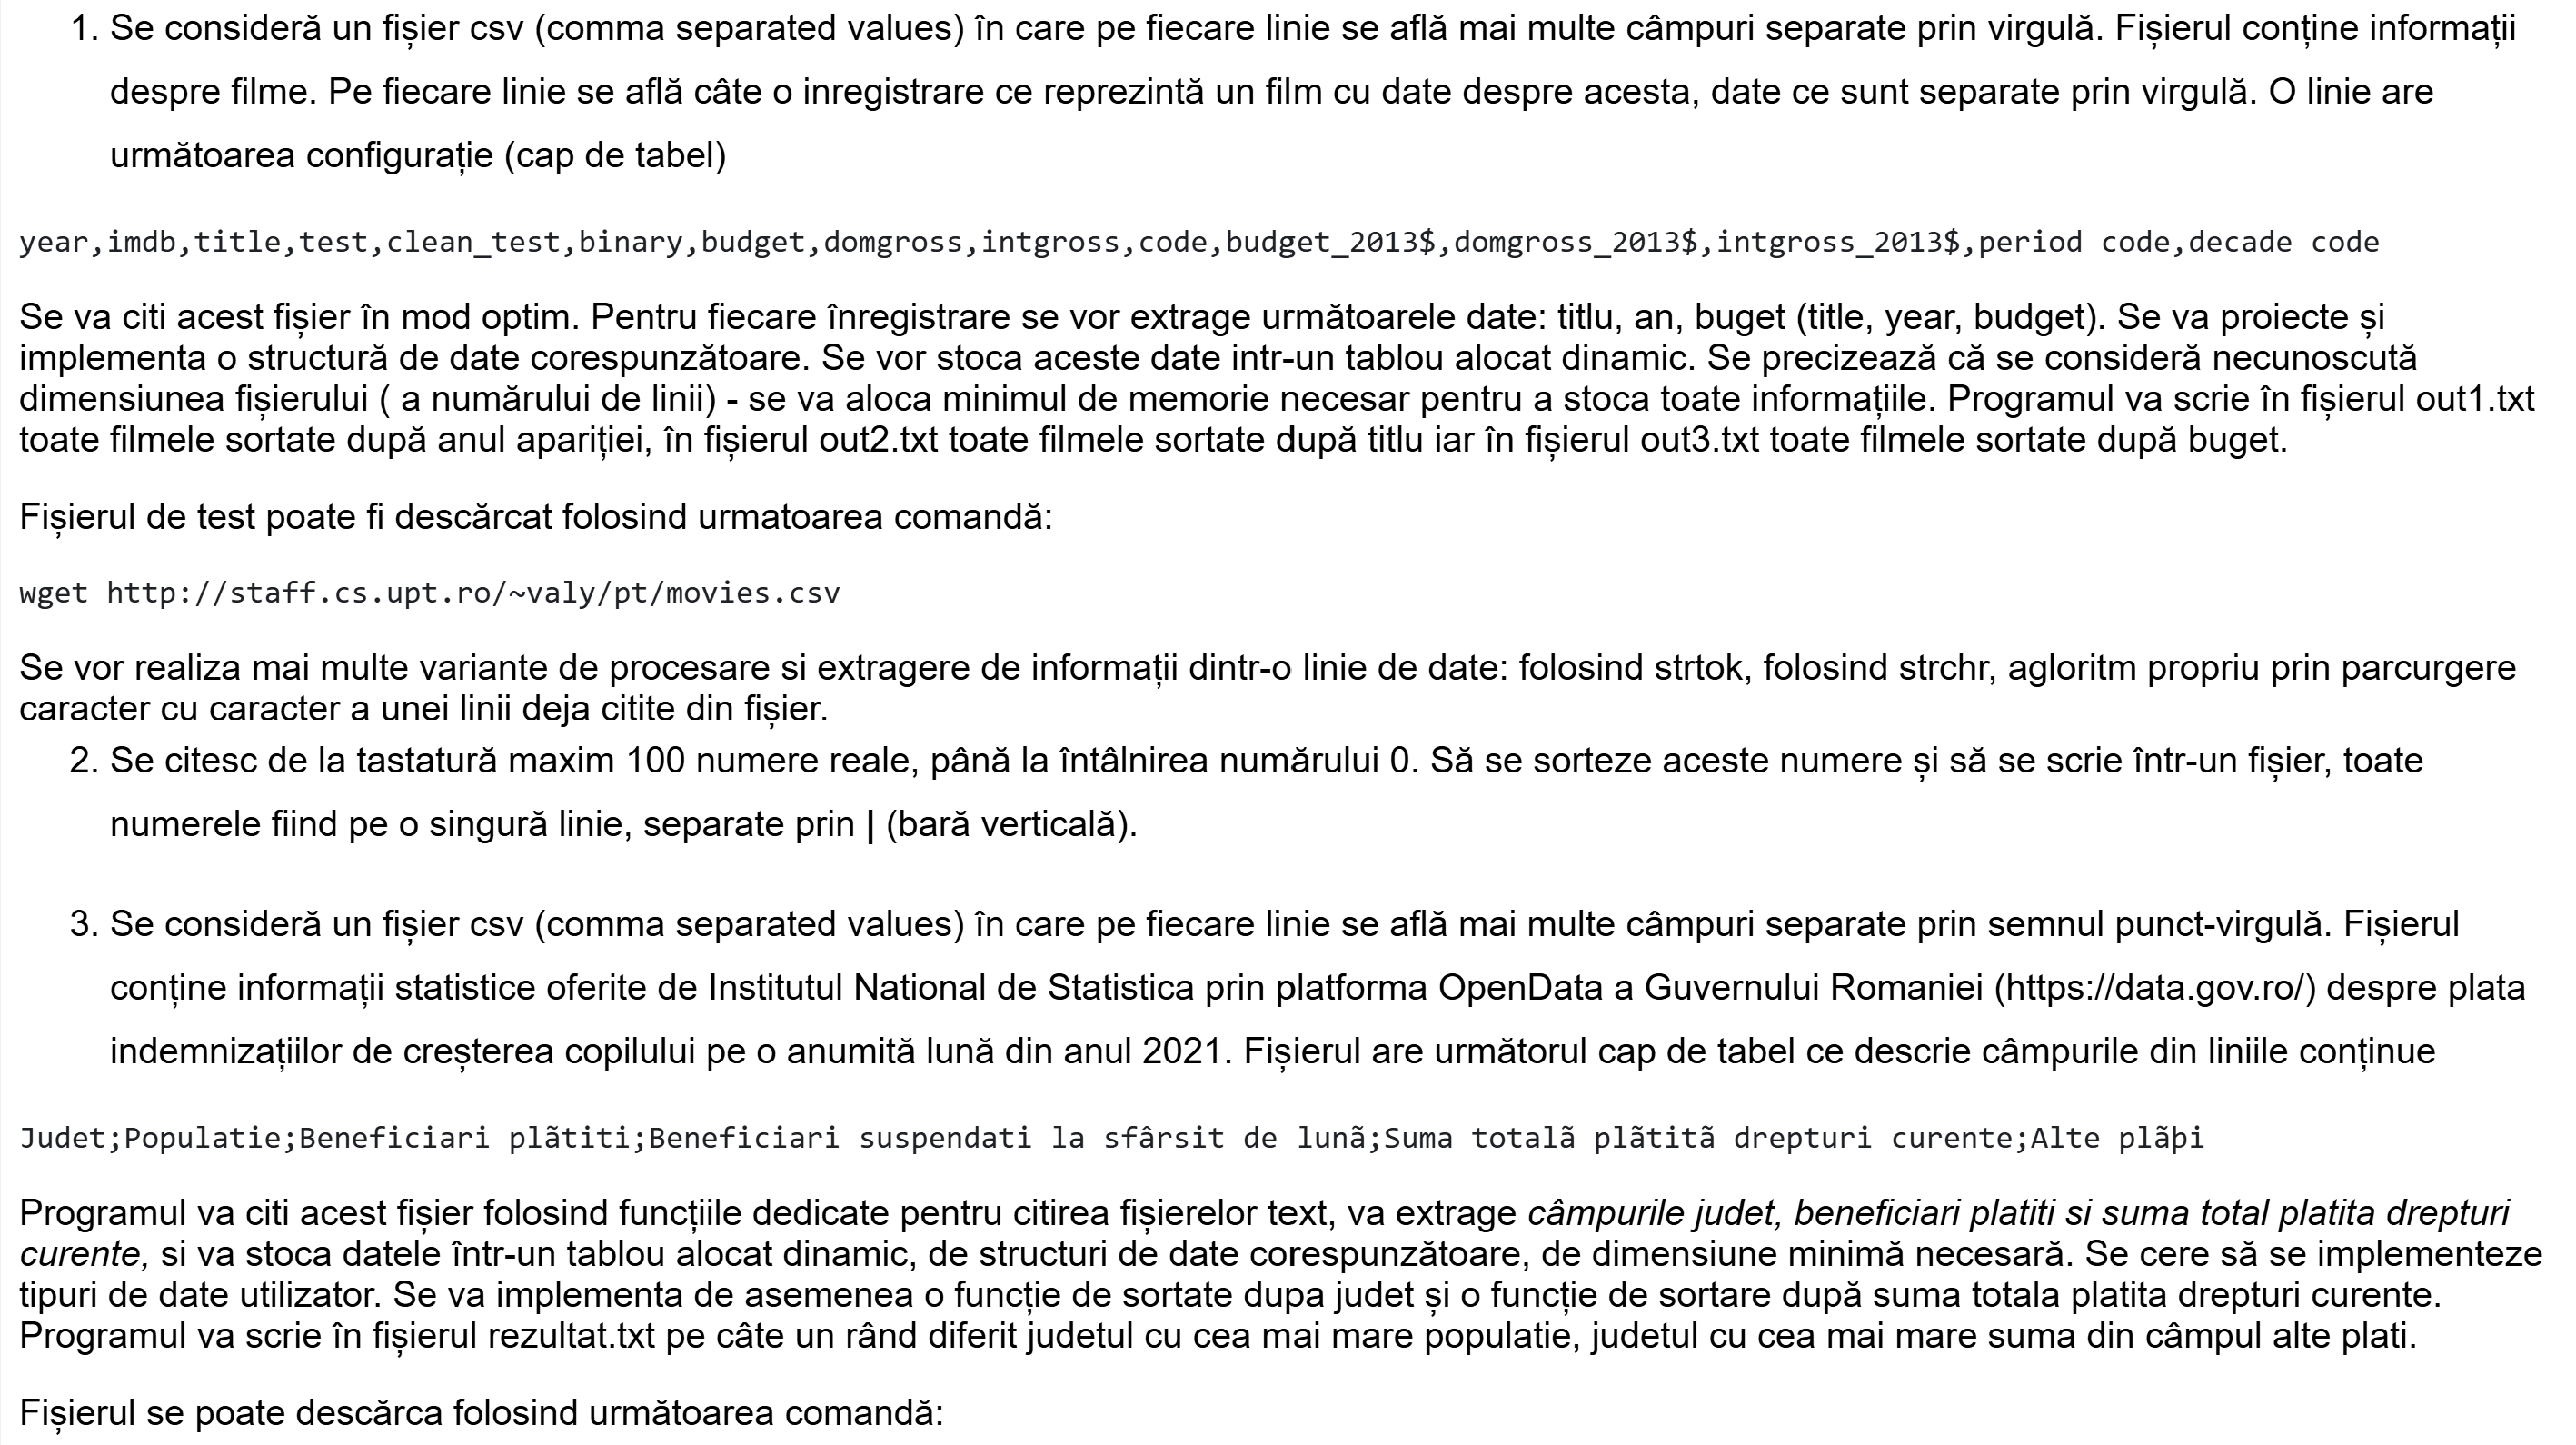 1. Se consideră un fișier csv (comma separated values) în care pe fiecare linie se află mai multe câmpuri separate prin virgulă. Fișierul conține informații
despre filme. Pe fiecare linie se află câte o inregistrare ce reprezintă un film cu date despre acesta, date ce sunt separate prin virgulă. O linie are
următoarea configurație (cap de tabel)
year,imdb,title,test,clean_test,binary,budget,domgross,intgross,code,budget_2013$,domgross_2013$,intgross_2013$,period code,decade code
Se va citi acest fișier în mod optim. Pentru fiecare înregistrare se vor extrage următoarele date: titlu, an, buget (title, year, budget). Se va proiecte și
implementa o structură de date corespunzătoare. Se vor stoca aceste date intr-un tablou alocat dinamic. Se precizează că se consideră necunoscută
dimensiunea fișierului ( a numărului de linii) - se va aloca minimul de memorie necesar pentru a stoca toate informațiile. Programul va scrie în fișierul out1.txt
toate filmele sortate după anul apariției, în fișierul out2.txt toate filmele sortate după titlu iar în fișierul out3.txt toate filmele sortate după buget.
Fișierul de test poate fi descărcat folosind urmatoarea comandă:
wget http://staff.cs.upt.ro/~valy/pt/movies.csv
Se vor realiza mai multe variante de procesare si extragere de informații dintr-o linie de date: folosind strtok, folosind strchr, agloritm propriu prin parcurgere
caracter cu caracter a unei linii deja citite din fișier.
2. Se citesc de la tastatură maxim 100 numere reale, până la întâlnirea numărului 0. Să se sorteze aceste numere și să se scrie într-un fișier, toate
numerele fiind pe o singură linie, separate prin | (bară verticală).
3. Se consideră un fișier csv (comma separated values) în care pe fiecare linie se află mai multe câmpuri separate prin semnul punct-virgulă. Fișierul
conține informații statistice oferite de Institutul National de Statistica prin platforma OpenData a Guvernului Romaniei (https://data.gov.ro/) despre plata
indemnizațiilor de creșterea copilului pe o anumită lună din anul 2021. Fișierul are următorul cap de tabel ce descrie câmpurile din liniile conținue
Judet;Populatie;Beneficiari plãtiti;Beneficiari suspendati la sfârsit de lunã;Suma totalã plãtitã drepturi curente;Alte plãþi
Programul va citi acest fișier folosind funcțiile dedicate pentru citirea fișierelor text, va extrage câmpurile judet, beneficiari platiti si suma total platita drepturi
curente, si va stoca datele într-un tablou alocat dinamic, de structuri de date corespunzătoare, de dimensiune minimă necesară. Se cere să se implementeze
tipuri de date utilizator. Se va implementa de asemenea o funcție de sortate dupa judet și o funcție de sortare după suma totala platita drepturi curente.
Programul va scrie în fișierul rezultat.txt pe câte un rând diferit judetul cu cea mai mare populatie, judetul cu cea mai mare suma din câmpul alte plati.
Fișierul se poate descărca folosind următoarea comandă: